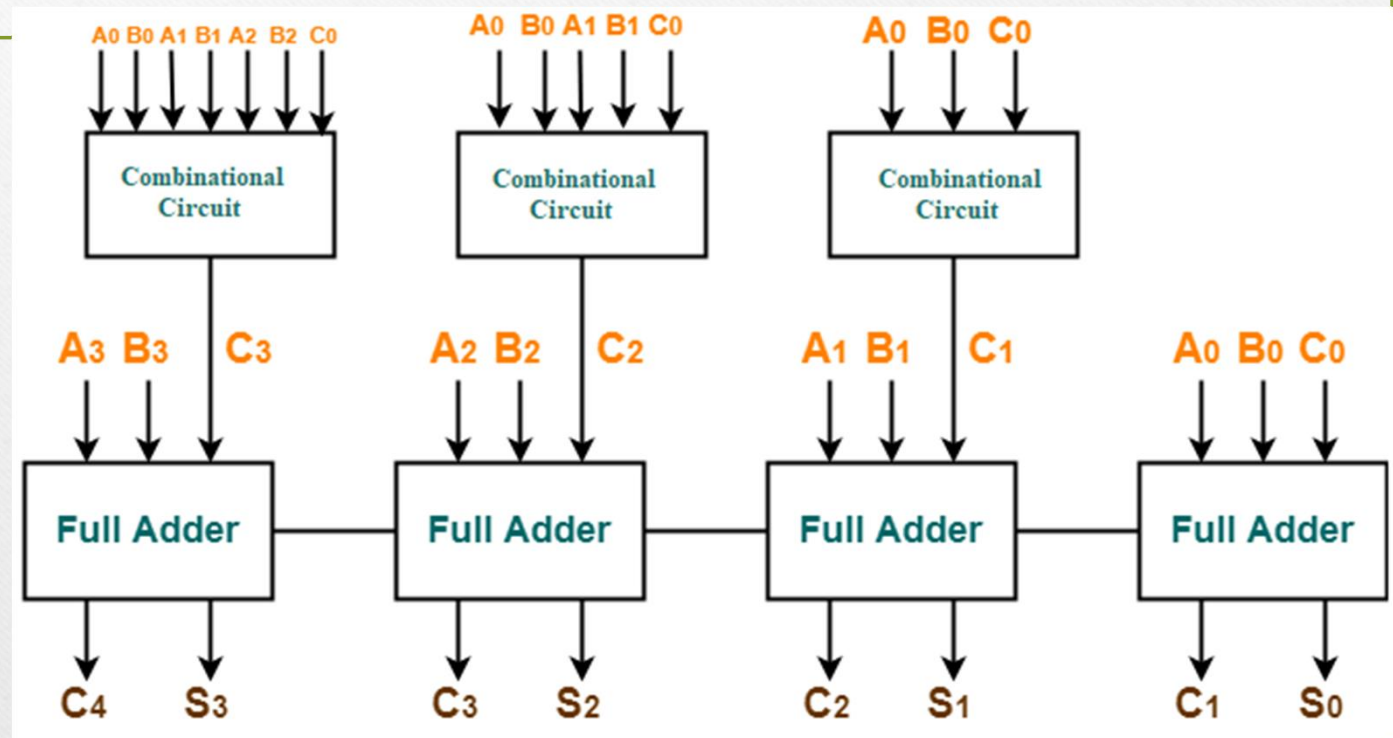 A0 B0 A1 B1 A2 B2 C0
A0 B0 A1 B1 C0
A0 B0 C0
Combinational
Circuit
Combinational
Circuit
Combinational
Circuit
A3 B3 C3
A2 B2 C2
A1 B1 C1
A0 B0 C0
Full Adder
Full Adder
Full Adder
Full Adder
C4 S3
C3 S2
C2 S1
C1 S0